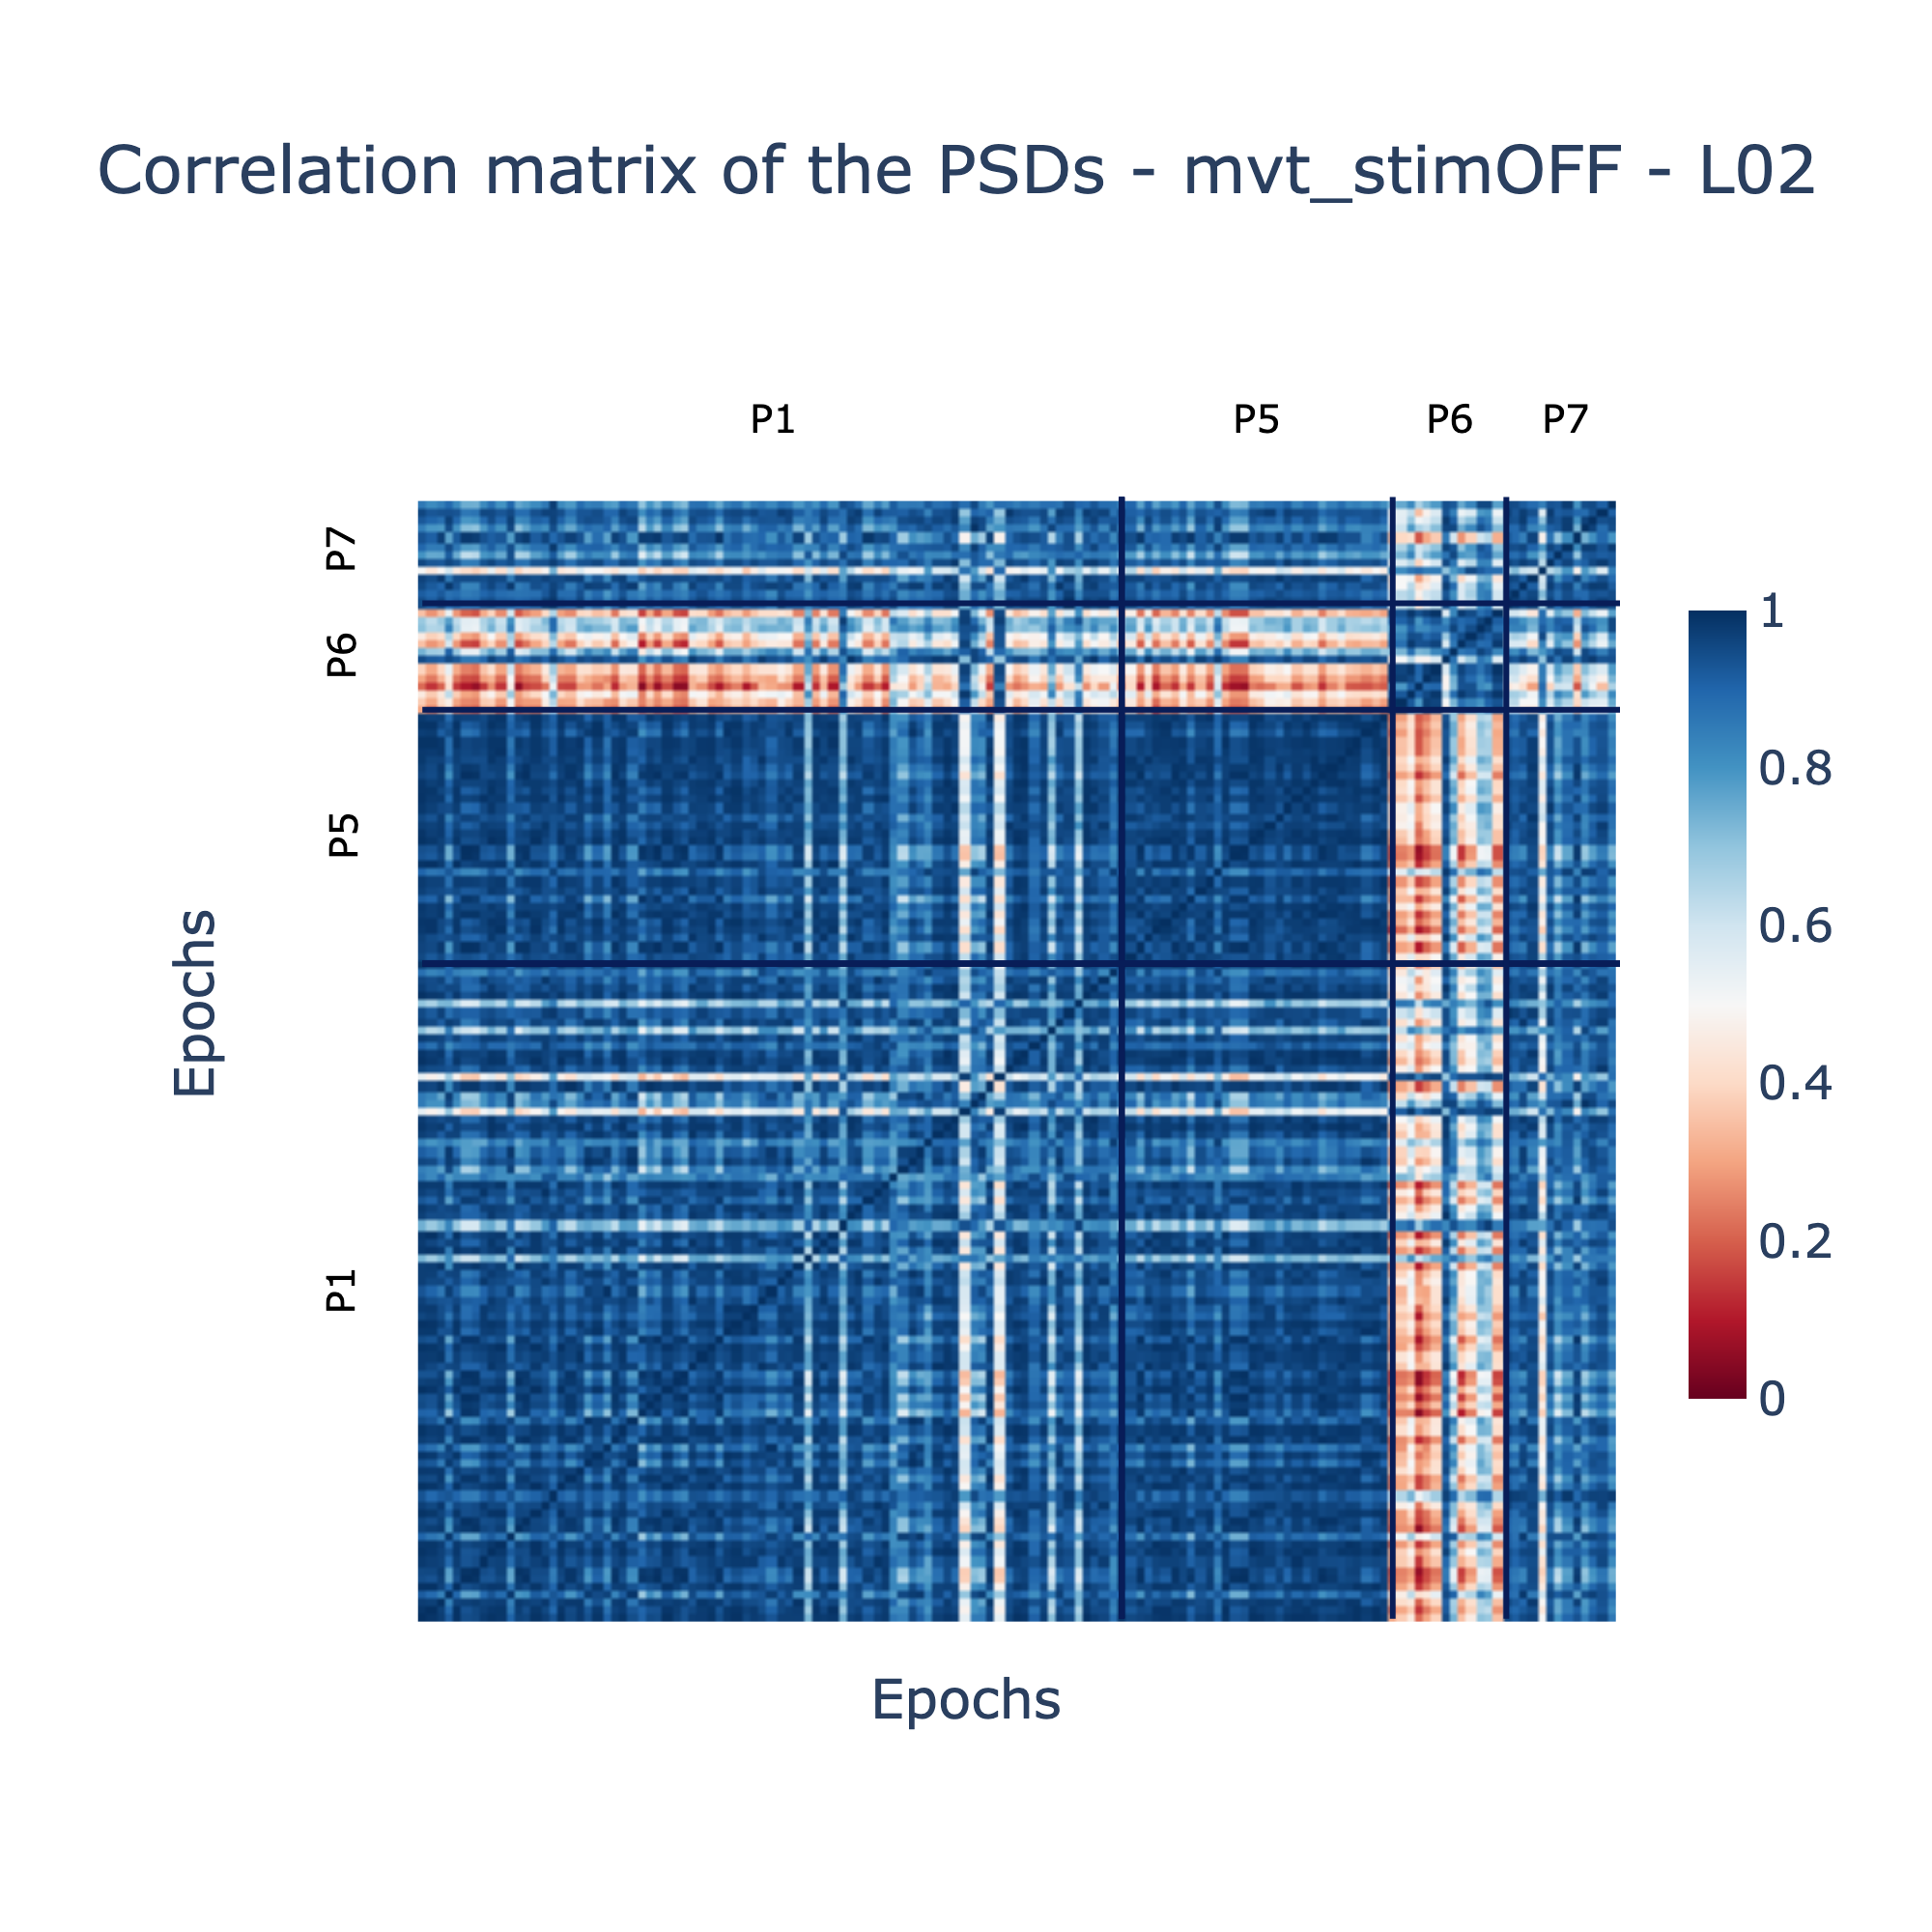 Correlation matrix of the PSDs - mvt_stimOFF - L02
P1 P5 P6 P7
P7
P6
P5
P1
Epochs
Epochs
1
0.8
0.6
0.4
0.2
0